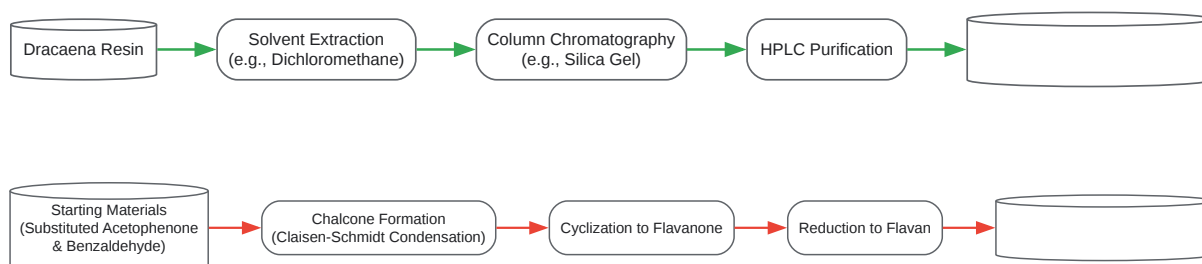 Dracaena Resin
Solvent Extraction
(e.g., Dichloromethane)
Column Chromatography
(e.g., Silica Gel)
HPLC Purification
Starting Materials
(Substituted Acetophenone
& Benzaldehyde)
Chalcone Formation
(Claisen-Schmidt Condensation)
Cyclization to Flavanone
Reduction to Flavan